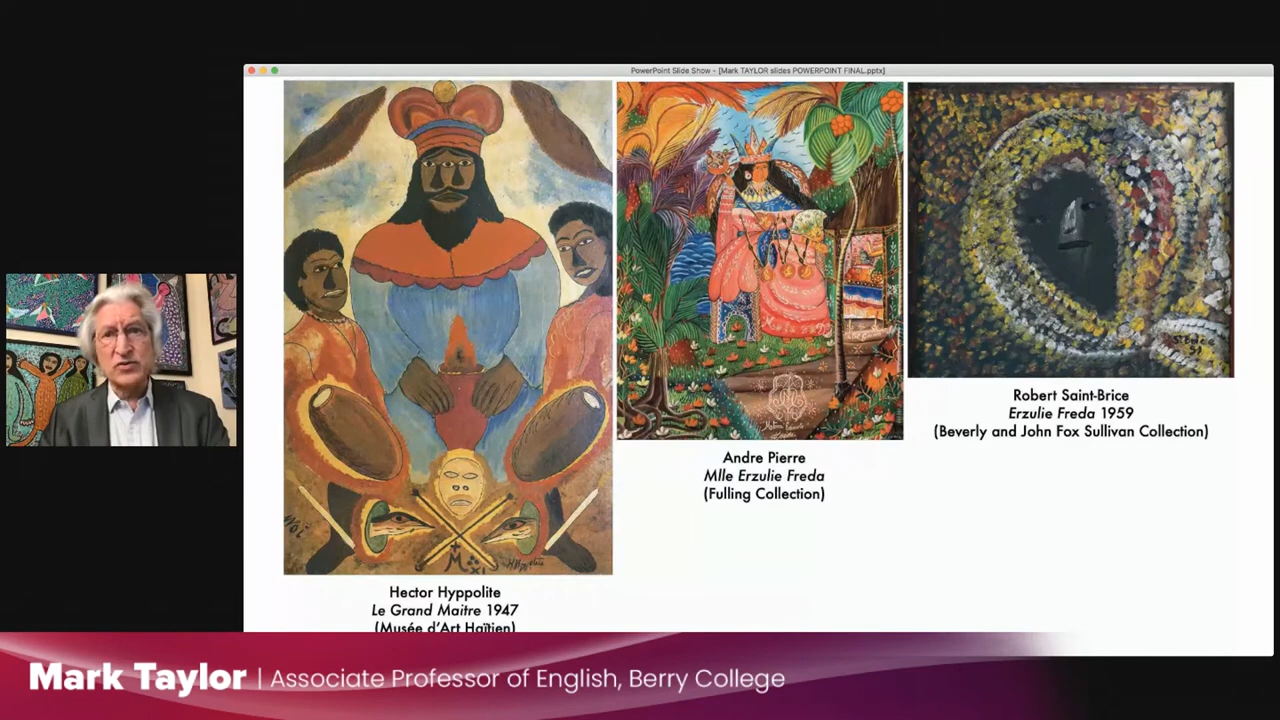 PowerPoint Slide Show - [Mark TAYLOR slides POWERPOINT FINAL.pptx]
Hector Hyppolite
Le Grand Maitre 1947
(Musée d'Art Haïtien)
Andre Pierre
Mlle Erzulie Freda
(Fulling Collection)
Robert Saint-Brice
Erzulie Freda 1959
(Beverly and John Fox Sullivan Collection)
Mark Taylor | Associate Professor of English, Berry College